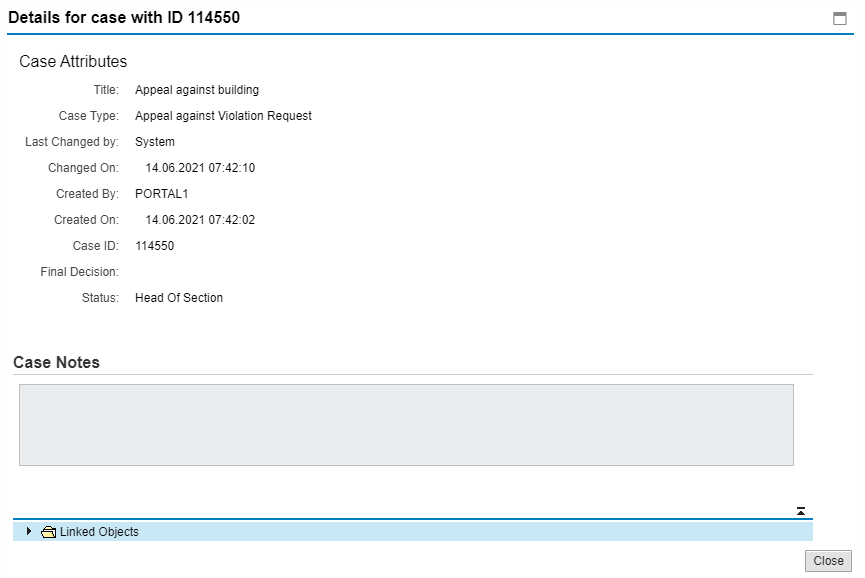 Details for case with ID 114550
Case Attributes
Title: Appeal against building
Case Type: Appeal against Violation Request
Last Changed by: System
Changed On: 14.06.2021 07:42:10
Created By: PORTAL1
Created On: 14.06.2021 07:42:02
Case ID: 114550
Final Decision:
Status: Head Of Section
Case Notes
Linked Objects
Close